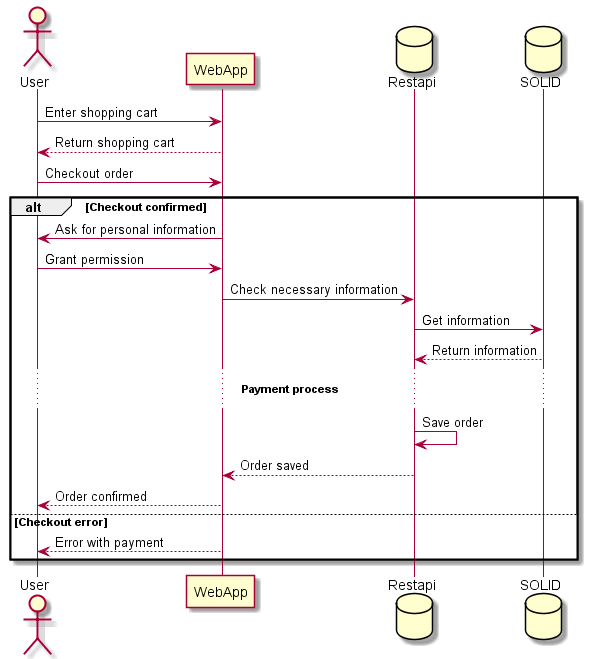 User
WebApp
Restapi
SOLID
Enter shopping cart
Return shopping cart
Checkout order
alt [Checkout confirmed]
Ask for personal information
Grant permission
Check necessary information
Get information
Return information
Payment process
Save order
Order saved
Order confirmed
[Checkout error]
Error with payment
User
WebApp
Restapi
SOLID